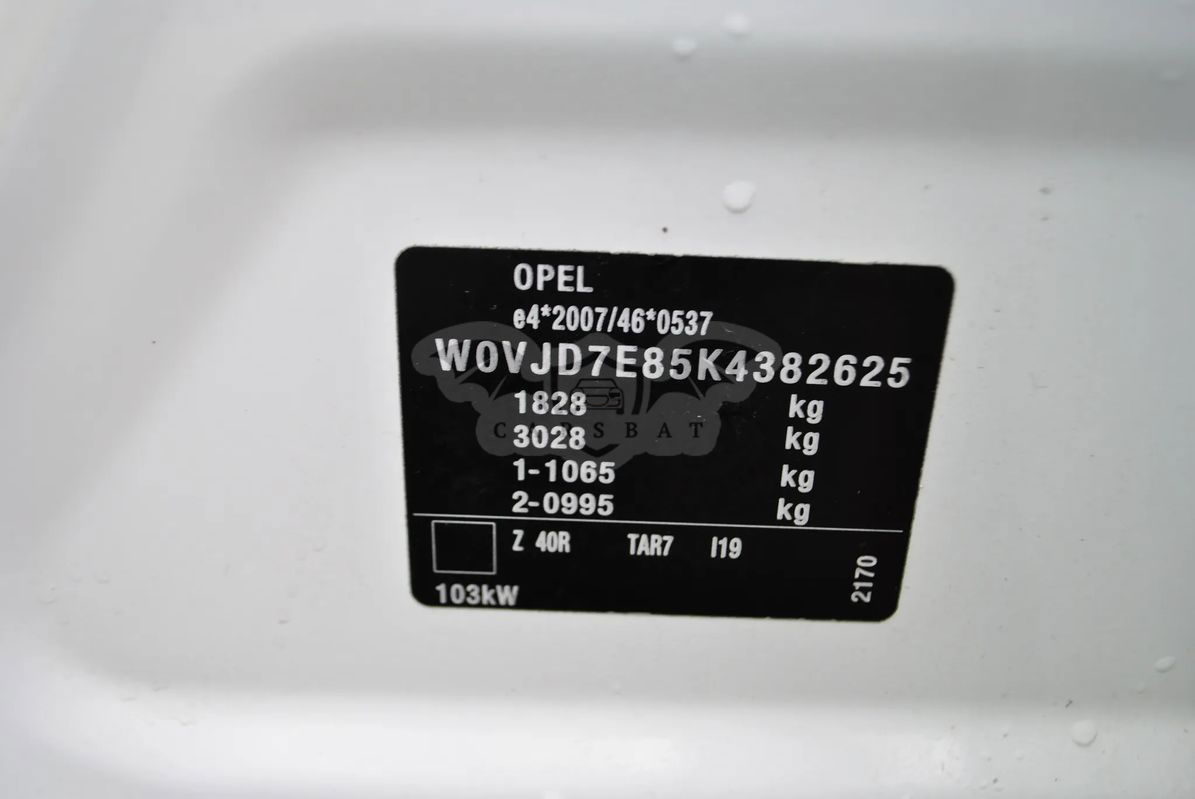 OPEL
e4*2007/46*0537
W0VJD7E85K4382625
1828 kg
3028 kg
1-1065 kg
2-0995 kg
Z 40R TAR7 I19
2170
103kW
CARSBAT